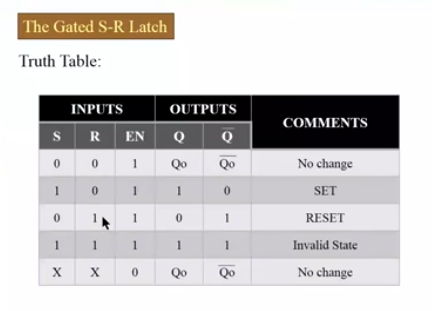 The Gated S-R Latch
Truth Table:
INPUTS OUTPUTS COMMENTS
S R EN Q Q̅
0 0 1 Qo Q̅o̅ No change
1 0 1 1 0 SET
0 1 1 0 1 RESET
1 1 1 1 1 Invalid State
X X 0 Qo Q̅o̅ No change